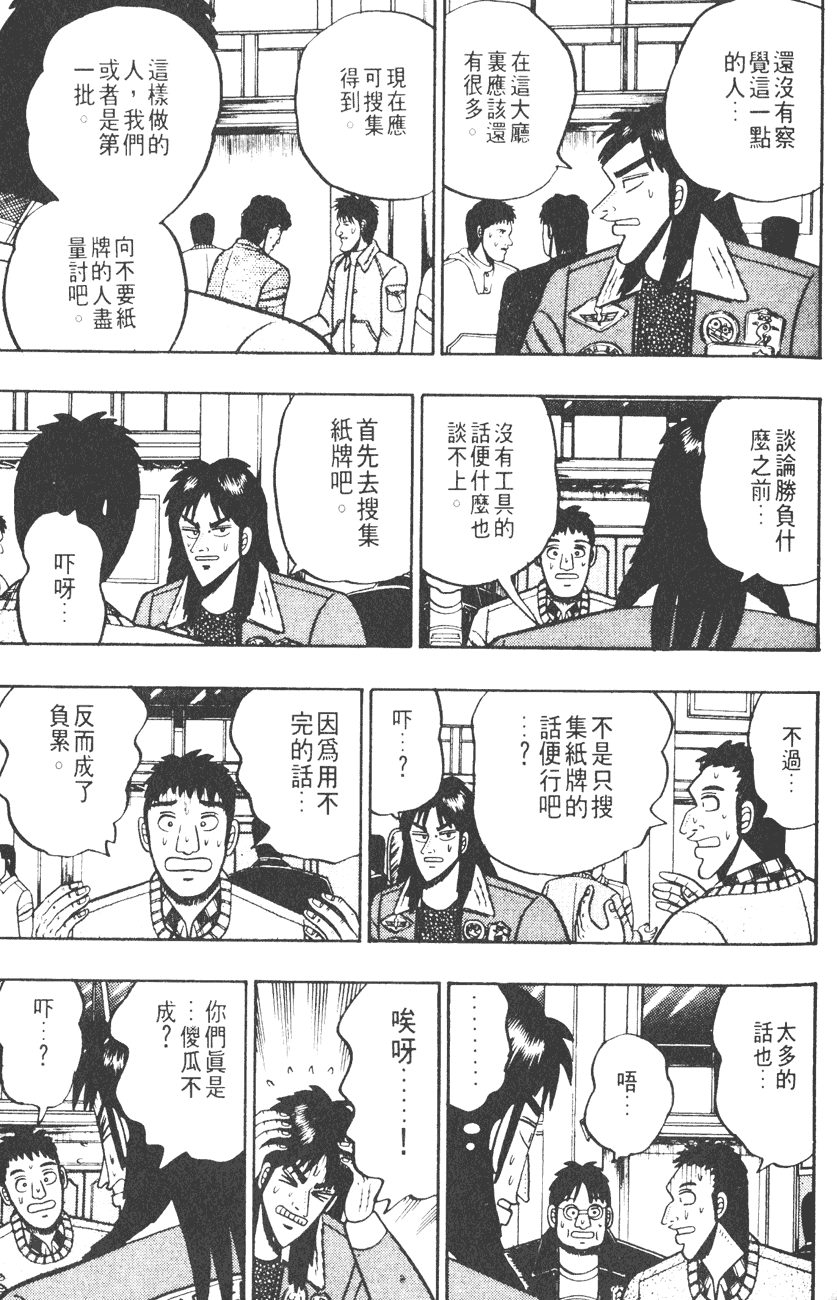 還沒有察
覺這一點
的人…
在這大廳
裏應該還
有很多。
現在應
可搜集
得到。
這樣做的
人，我們
或者是第
一批。
向不要紙
牌的人盡
量討吧。
談論勝負什
麼之前…
沒有工具的
話便什麼也
談不上。
首先去搜集
紙牌吧。
吓呀…
不過…
不是只搜
集紙牌的
話便行吧
…？
吓…？
因爲用不
完的話…
反而成了
負累。
太多的
話也…
唔…
……
唉呀……！
你們眞是
…傻瓜不
成？
吓…？